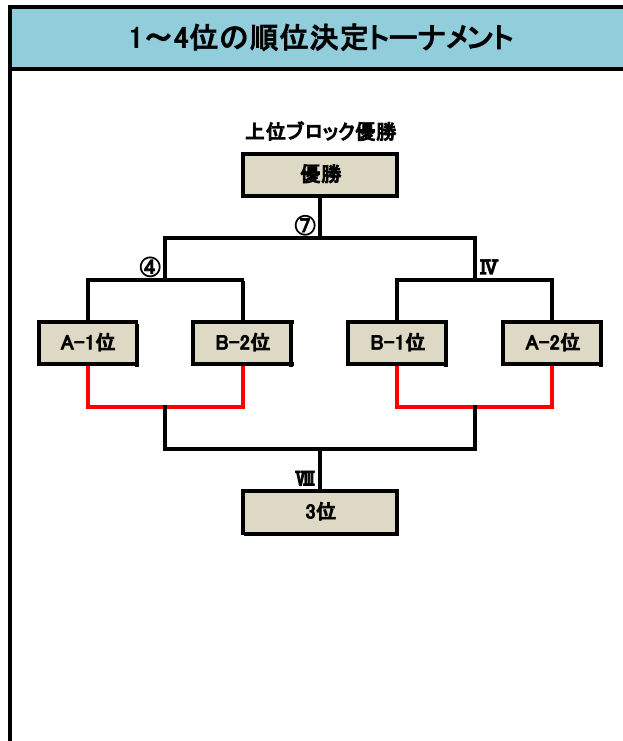 1～4位の順位決定トーナメント
上位ブロック優勝
優勝
⑦
④
Ⅳ
A-1位
B-2位
B-1位
A-2位
Ⅷ
3位